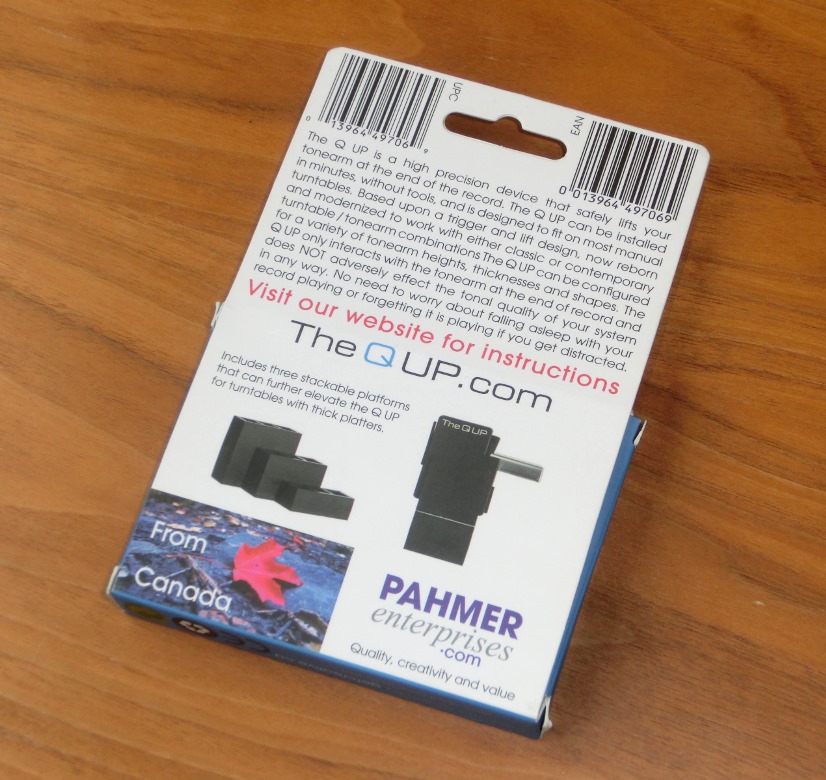 UPC
0 13964 49706 9
EAN
0 013964 497069
The Q UP is a high precision device that safely lifts your
tonearm at the end of the record. The Q UP can be installed
in minutes, without tools, and is designed to fit on most manual
turntables. Based upon a trigger and lift design, now reborn
and modernized to work with either classic or contemporary
turntable / tonearm combinations The Q UP can be configured
for a variety of tonearm heights, thicknesses and shapes. The
Q UP only interacts with the tonearm at the end of record and
does NOT adversely effect the tonal quality of your system
in any way. No need to worry about falling asleep with your
record playing or forgetting it is playing if you get distracted.
Visit our website for instructions
The Q UP.com
Includes three stackable platforms
that can further elevate the Q UP
for turntables with thick platters.
The Q UP
From
Canada
PAHMER
enterprises
.com
Quality, creativity and value